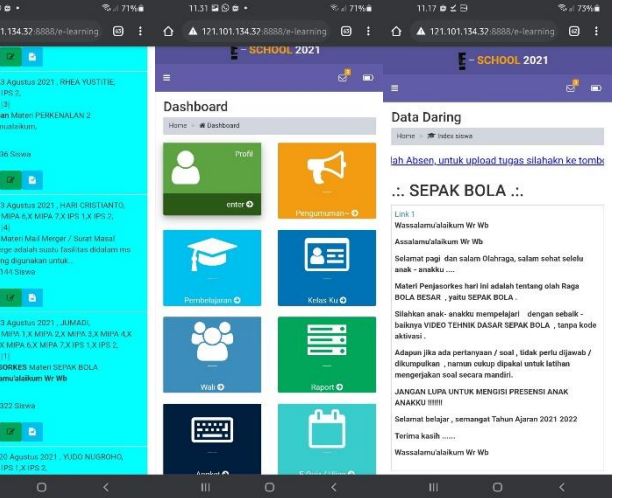 71%
1.134.32:8888/e-learning
3 Agustus 2021 , RHEA YUSTITIE,
IPS 2,
|3|
an Materi PERKENALAN 2
36 Siswa
3 Agustus 2021 , HARI CRISTIANTO,
MIPA 6,X MIPA 7,X IPS 1,X IPS 2,
|4|
Materi Mail Merger / Surat Masal
ege adalah suatu fasilitas didalam ms
ng digunakan untuk...
144 Siswa
3 Agustus 2021 , JUMADI,
MIPA 1,X MIPA 2,X MIPA 3,X MIPA 4,X
X MIPA 6,X MIPA 7,X IPS 1,X IPS 2,
|1|
SORKES Materi SEPAK BOLA
amu'alaikum Wr Wb
322 Siswa
20 Agustus 2021 , YUDO NUGROHO,
IPS 1,X IPS 2,
11.31 71%
121.101.134.32:8888/e-learning 63
E - SCHOOL 2021
Dashboard
Home Dashboard
Profil
enter
Pengumuman~
Pembelajaran
Kelas Ku
Wali
Raport
Angket
11.17 73%
121.101.134.32:8888/e-learning 63
E - SCHOOL 2021
Data Daring
Home Index siswa
lah Absen, untuk upload tugas silahakn ke tombo
.:. SEPAK BOLA .:.
Link 1
Wassalamu'alaikum Wr Wb
Assalamu'alaikum Wr Wb
Selamat pagi dan salam Olahraga, salam sehat selelu
anak - anakku ....
Materi Penjasorkes hari ini adalah tentang olah Raga
BOLA BESAR , yaitu SEPAK BOLA .
Silahkan anak- anakku mempelajari dengan sebaik -
baiknya VIDEO TEHNIK DASAR SEPAK BOLA , tanpa kode
aktivasi .
Adapun jika ada pertanyaan / soal , tidak perlu dijawab /
dikumpulkan , namun cukup dipakai untuk latihan
mengerjakan soal secara mandiri.
JANGAN LUPA UNTUK MENGISI PRESENSI ANAK
ANAKKU !!!!!!!
Selamat belajar , semangat Tahun Ajaran 2021 2022
Terima kasih ......
Wassalamu'alaikum Wr Wb